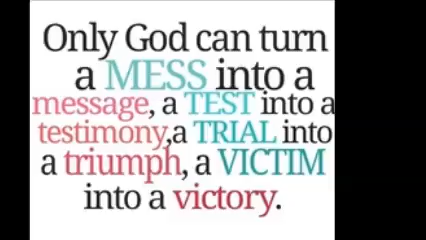 Only God can turn
a MESS into a
message, a TEST into a
testimony,a TRIAL into
a triumph, a VICTIM
into a victory.